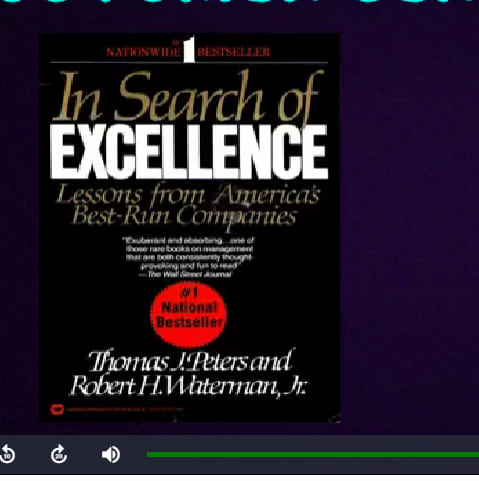 NATIONWIDE #1 BESTSELLER
In Search of
EXCELLENCE
Lessons from America's
Best-Run Companies
"Exuberant and absorbing...one of
those rare books on management
that are both consistently thought-
provoking and fun to read"
—The Wall Street Journal
#1
National
Bestseller
Thomas J. Peters and
Robert H. Waterman, Jr.
10
20